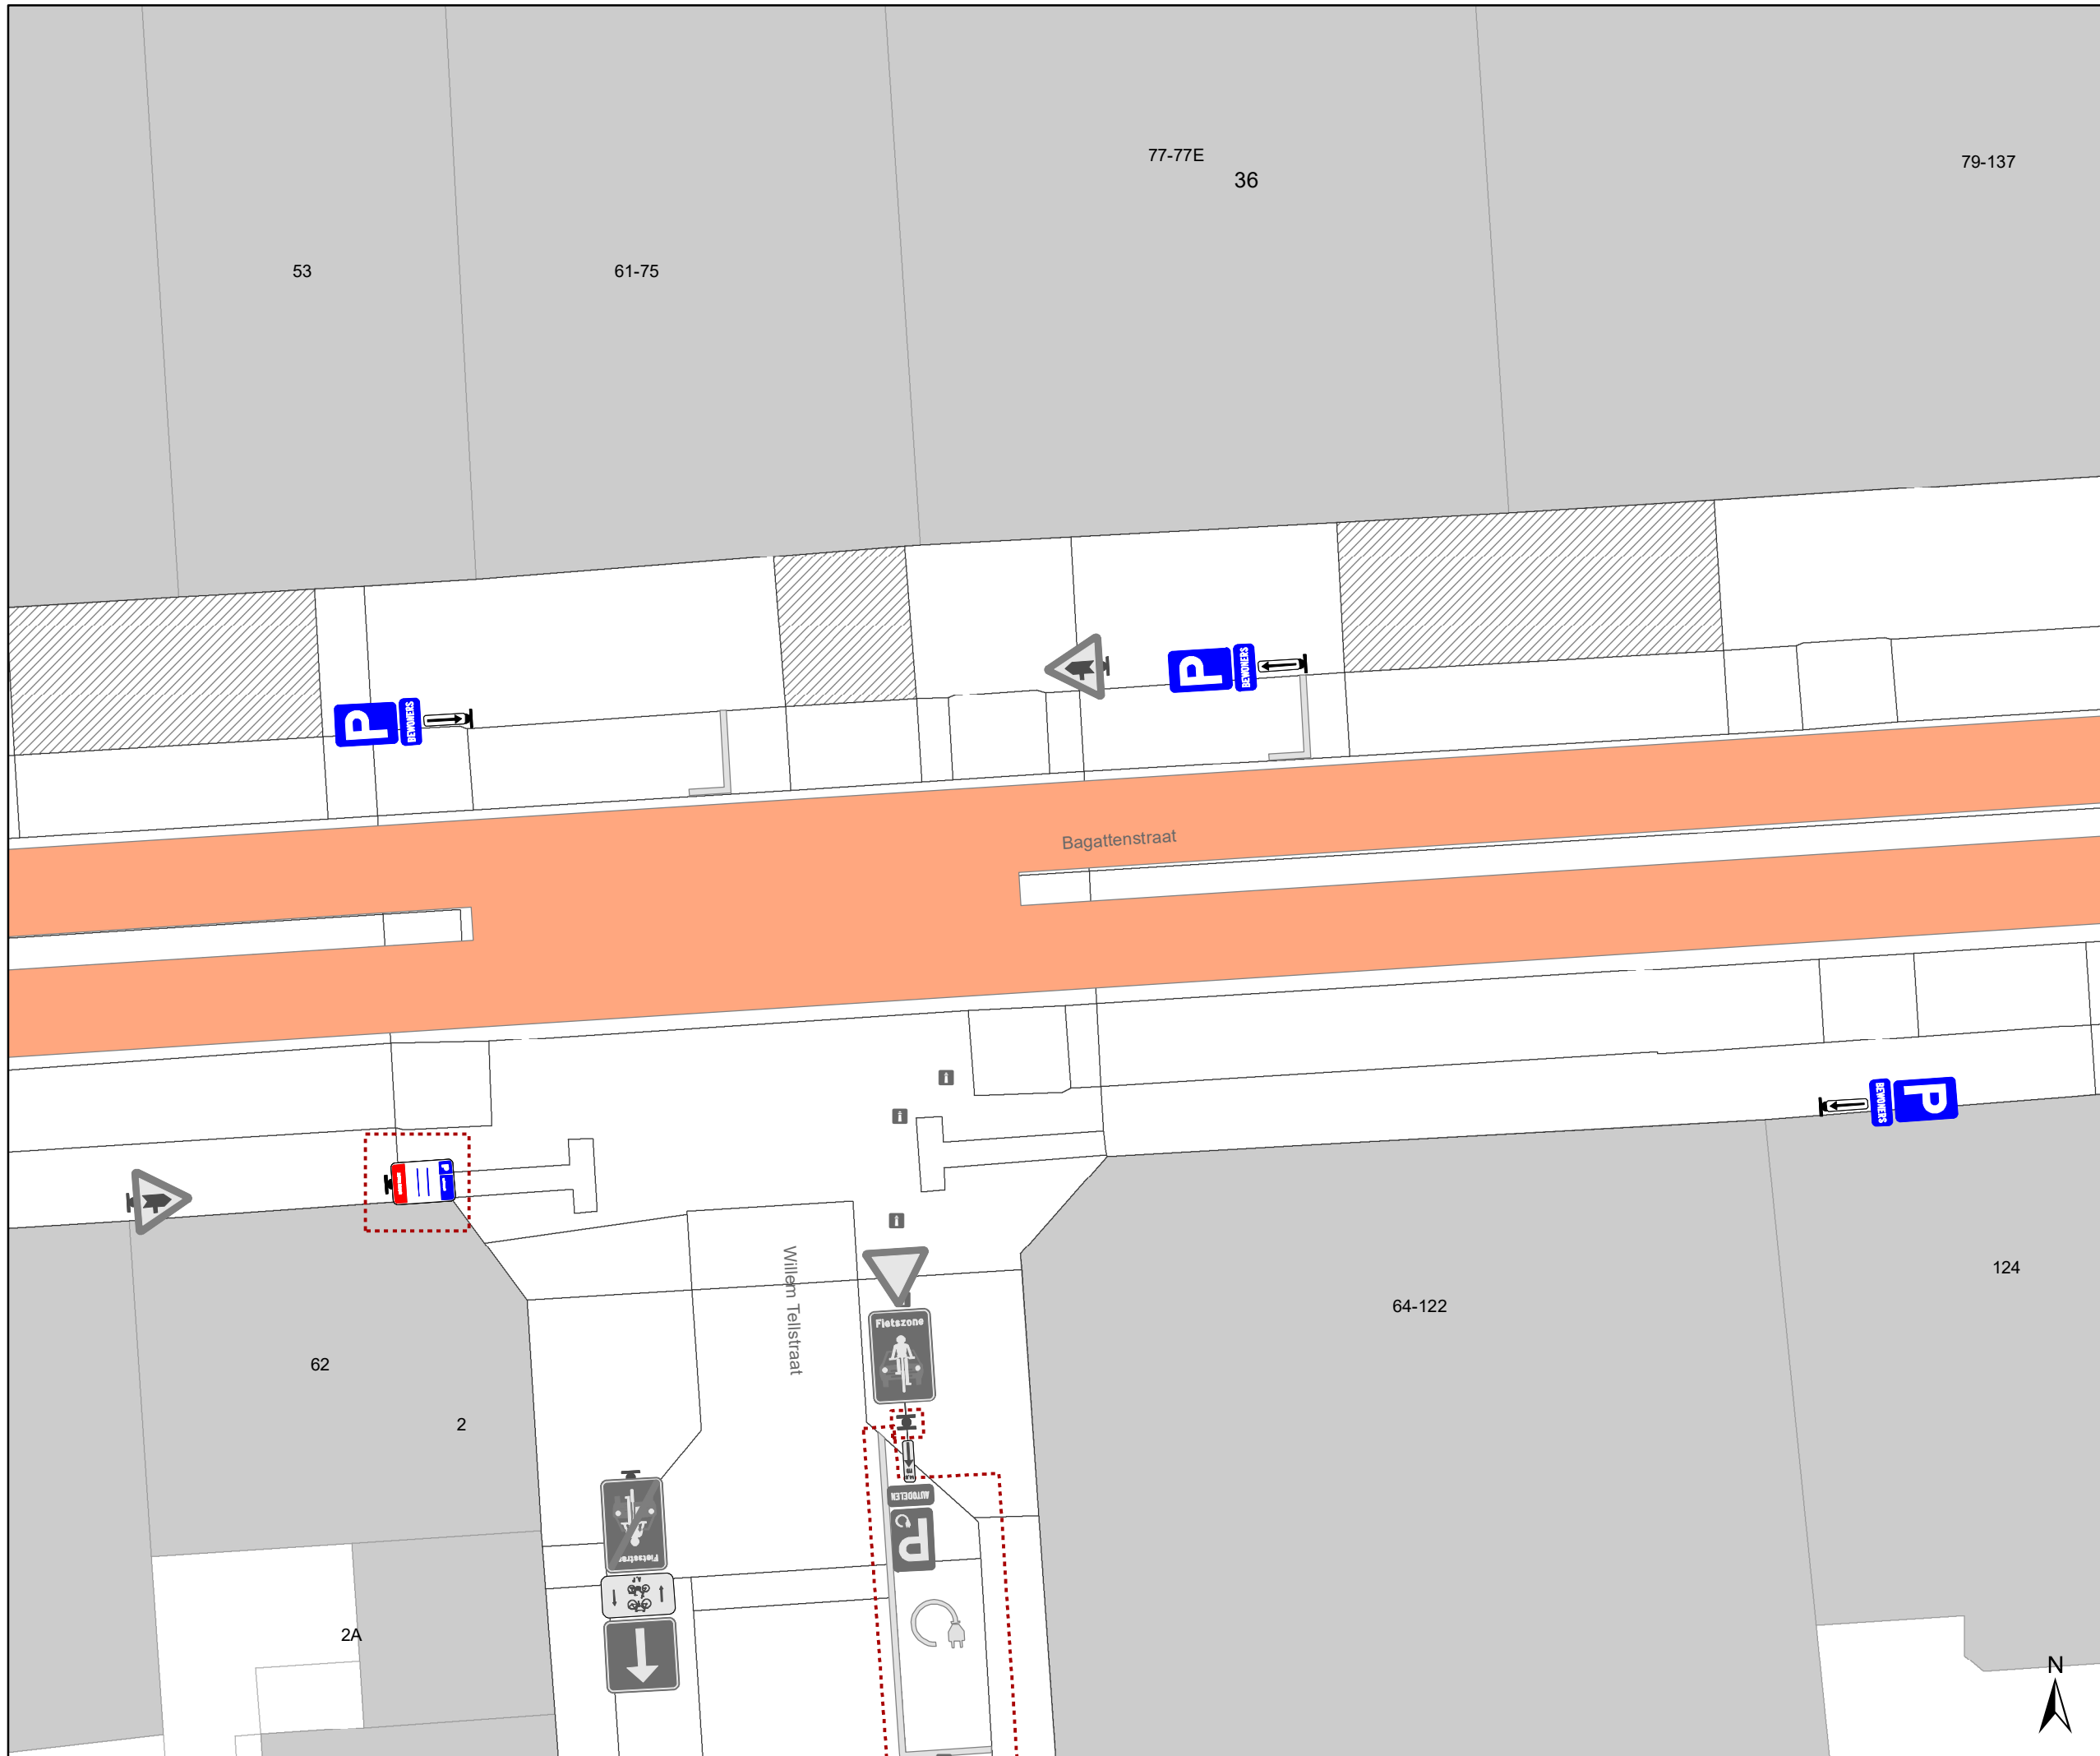 77-77E
36
79-137
53
61-75
P
BEWONERS
P
BEWONERS
Bagattenstraat
P
BEWONERS
P
i
i
i
Willem Tellstraat
Fietszone
62
2
64-122
124
AUTODELEN
P
Fietsstraat
2A
N